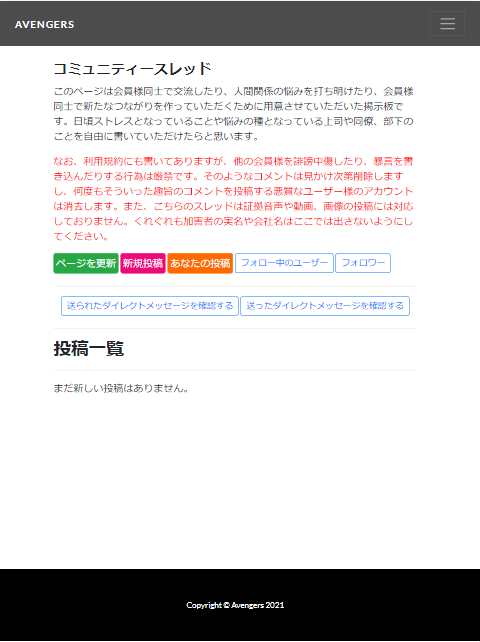 AVENGERS
コミュニティースレッド
このページは会員様同士で交流したり、人間関係の悩みを打ち明けたり、会員様
同士で新たなつながりを作っていただくために用意させていただいた掲示板で
す。日頃ストレスとなっていることや悩みの種となっている上司や同僚、部下の
ことを自由に書いていただけたらと思います。
なお、利用規約にも書いてありますが、他の会員様を誹謗中傷したり、暴言を書
き込んだりする行為は厳禁です。そのようなコメントは見かけ次第削除します
し、何度もそういった趣旨のコメントを投稿する悪質なユーザー様のアカウント
は消去します。また、こちらのスレッドは証拠音声や動画、画像の投稿には対応
しておりません。くれぐれも加害者の実名や会社名はここでは出さないようにし
てください。
ページを更新 新規投稿 あなたの投稿 フォロー中のユーザー フォロワー
送られたダイレクトメッセージを確認する 送ったダイレクトメッセージを確認する
投稿一覧
まだ新しい投稿はありません。
Copyright © Avengers 2021